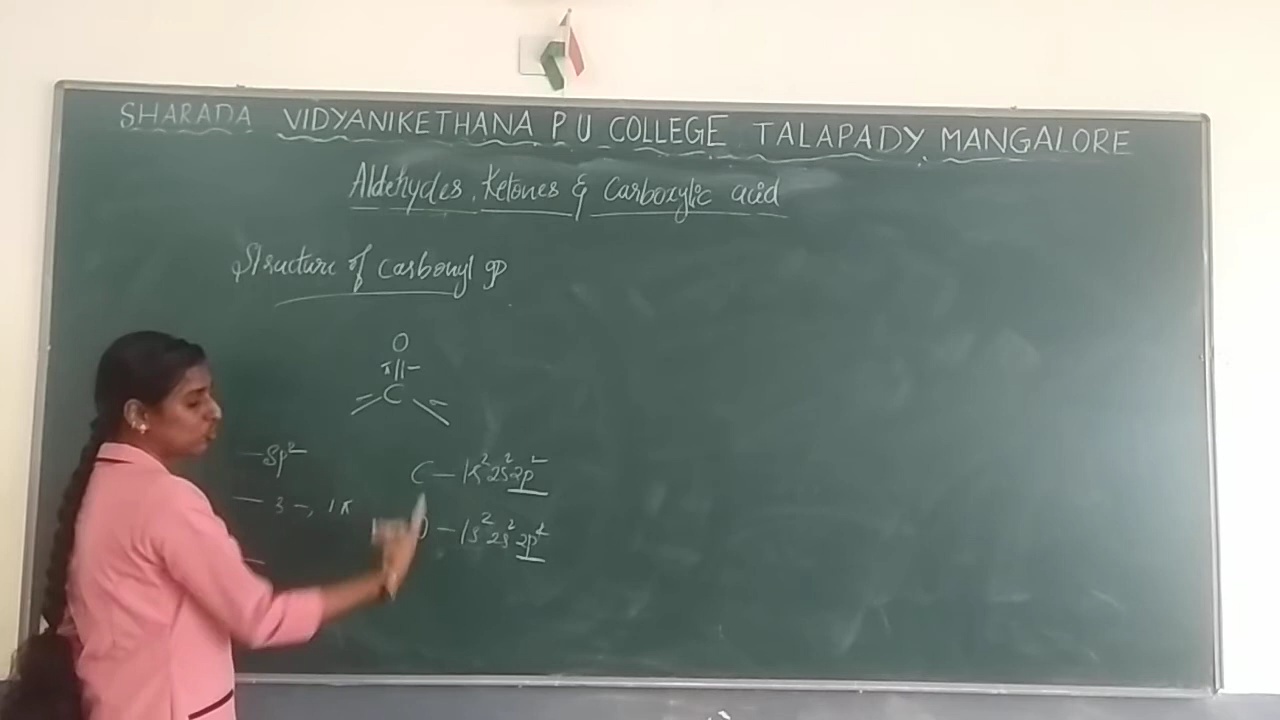 SHARADA VIDYANIKETHANA P U COLLEGE TALAPADY MANGALORE
Aldehydes, Ketones & Carboxylic acid
Structure of carbonyl gp
O
π
C
Sp²
C — 1s² 2s² 2p²
3 σ, 1 π
O — 1s² 2s² 2p⁴